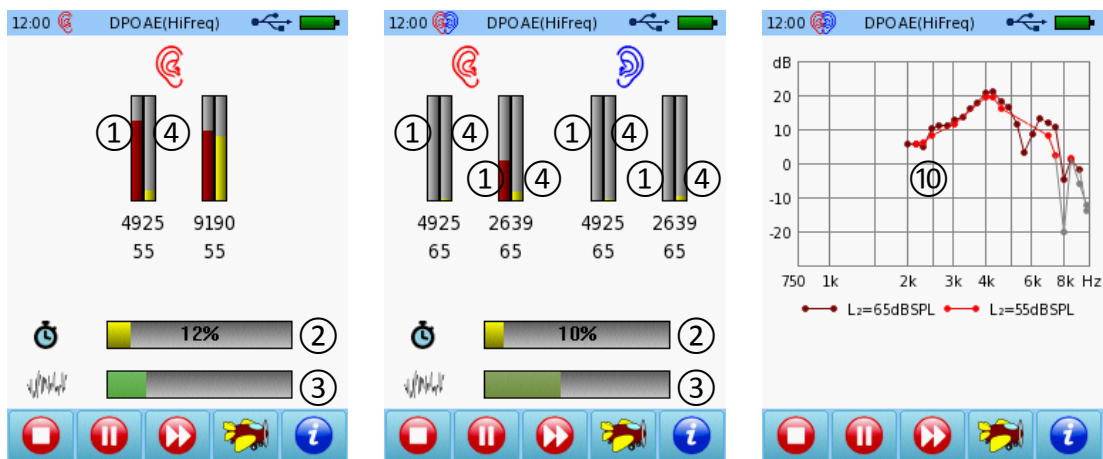 12:00 DPOAE(HiFreq)
① ④
4925 9190
55 55
12% ②
③
i
12:00 DPOAE(HiFreq)
① ④ ① ④
① ④ ① ④
4925 2639 4925 2639
65 65 65 65
10% ②
③
i
12:00 DPOAE(HiFreq)
dB
20
10
0
⑩
-10
-20
750 1k 2k 3k 4k 6k 8k Hz
L₂=65dBSPL L₂=55dBSPL
i